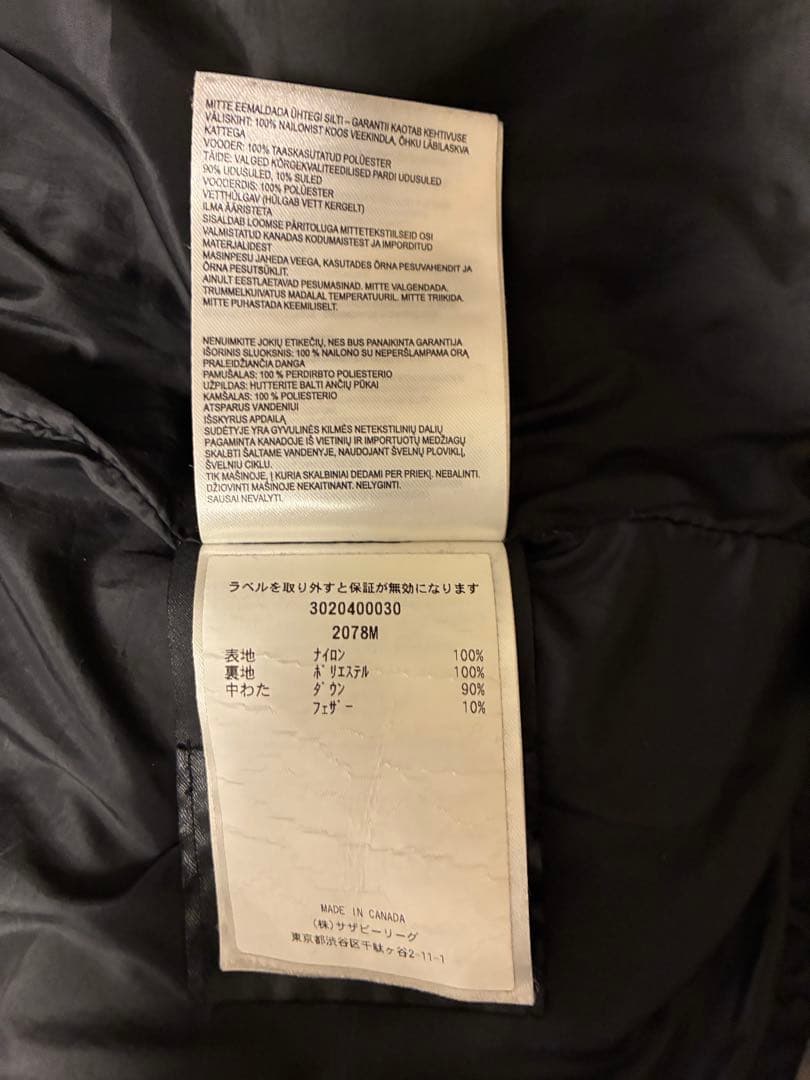 MITTE EEMALDADA ÜHTEGI SILTI – GARANTII KAOTAB KEHTIVUSE
VÄLISKIHT: 100% NAILONIST KOOS VEEKINDLA, ÕHKU LÄBILASKVA
KATTEGA
VOODER: 100% TAASKASUTATUD POLÜESTER
TÄIDE: VALGED KÕRGEKVALITEEDILISED PARDI UDUSULED
90% UDUSULED, 10% SULED
VOODERDIS: 100% POLÜESTER
VETTHÜLGAV (HÜLGAB VETT KERGELT)
ILMA ÄÄRISTETA
SISALDAB LOOMSE PÄRITOLUGA MITTETEKSTIILSEID OSI
VALMISTATUD KANADAS KODUMAISTEST JA IMPORDITUD
MATERJALIDEST
MASINPESU JAHEDA VEEGA, KASUTADES ÕRNA PESUVAHENDIT JA
ÕRNA PESUTSÜKLIT.
AINULT EESTLAETAVAD PESUMASINAD. MITTE VALGENDADA.
TRUMMELKUIVATUS MADALAL TEMPERATUURIL. MITTE TRIIKIDA.
MITTE PUHASTADA KEEMILISELT.
NENUIMKITE JOKIŲ ETIKEČIŲ, NES BUS PANAIKINTA GARANTIJA
IŠORINIS SLUOKSNIS: 100 % NAILONO SU NEPERŠLAMPAMA ORĄ
PRALEIDŽIANČIA DANGA
PAMUŠALAS: 100 % PERDIRBTO POLIESTERIO
UŽPILDAS: HUTTERITE BALTI ANČIŲ PŪKAI
KAMŠALAS: 100 % POLIESTERIO
ATSPARUS VANDENIUI
IŠSKYRUS APDAILĄ
SUDĖTYJE YRA GYVULINĖS KILMĖS NETEKSTILINIŲ DALIŲ
PAGAMINTA KANADOJE IŠ VIETINIŲ IR IMPORTUOTŲ MEDŽIAGŲ
SKALBTI ŠALTAME VANDENYJE, NAUDOJANT ŠVELNŲ PLOVIKLĮ,
ŠVELNIU CIKLU.
TIK MAŠINOJE, Į KURIA SKALBINIAI DEDAMI PER PRIEKĮ. NEBALINTI.
DŽIOVINTI MAŠINOJE NEKAITINANT. NELYGINTI.
SAUSAI NEVALYTI.
ラベルを取り外すと保証が無効になります
3020400030
2078M
表地 ﾅｲﾛﾝ 100%
裏地 ﾎﾟﾘｴｽﾃﾙ 100%
中わた ﾀﾞｳﾝ 90%
ﾌｪｻﾞｰ 10%
MADE IN CANADA
(株)サザビーリーグ
東京都渋谷区千駄ヶ谷2-11-1